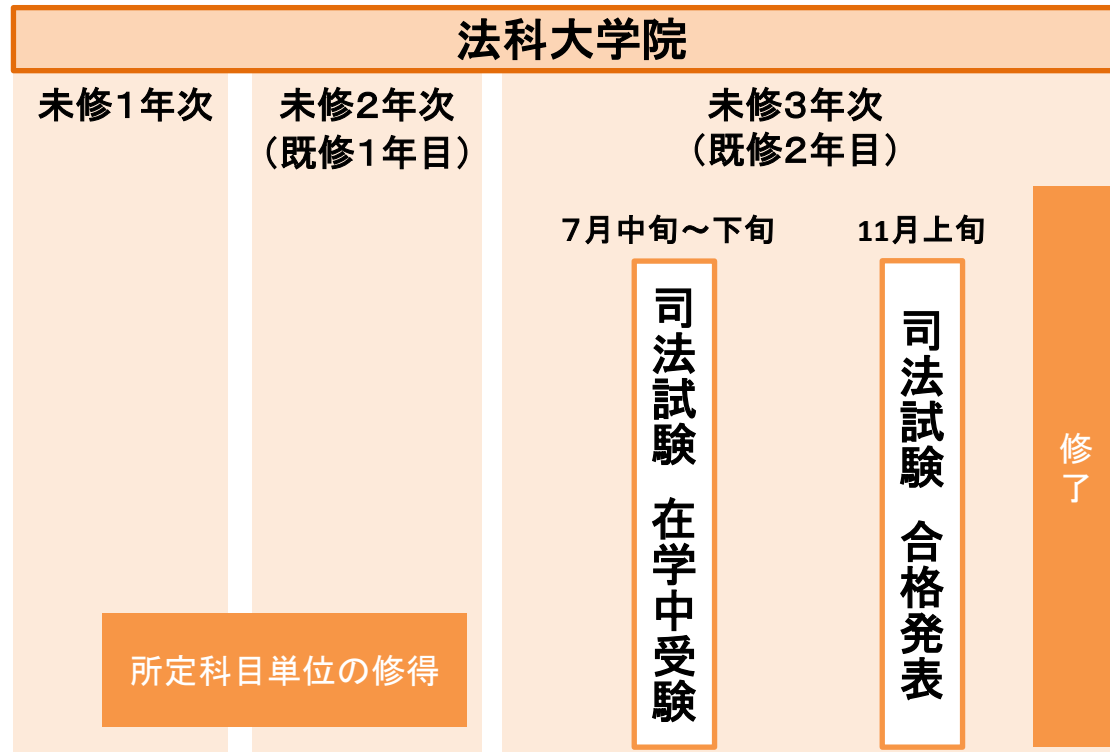 法科大学院
未修1年次
未修2年次
（既修1年目）
未修3年次
（既修2年目）
7月中旬～下旬
11月上旬
司法試験 在学中受験
司法試験 合格発表
修了
所定科目単位の修得